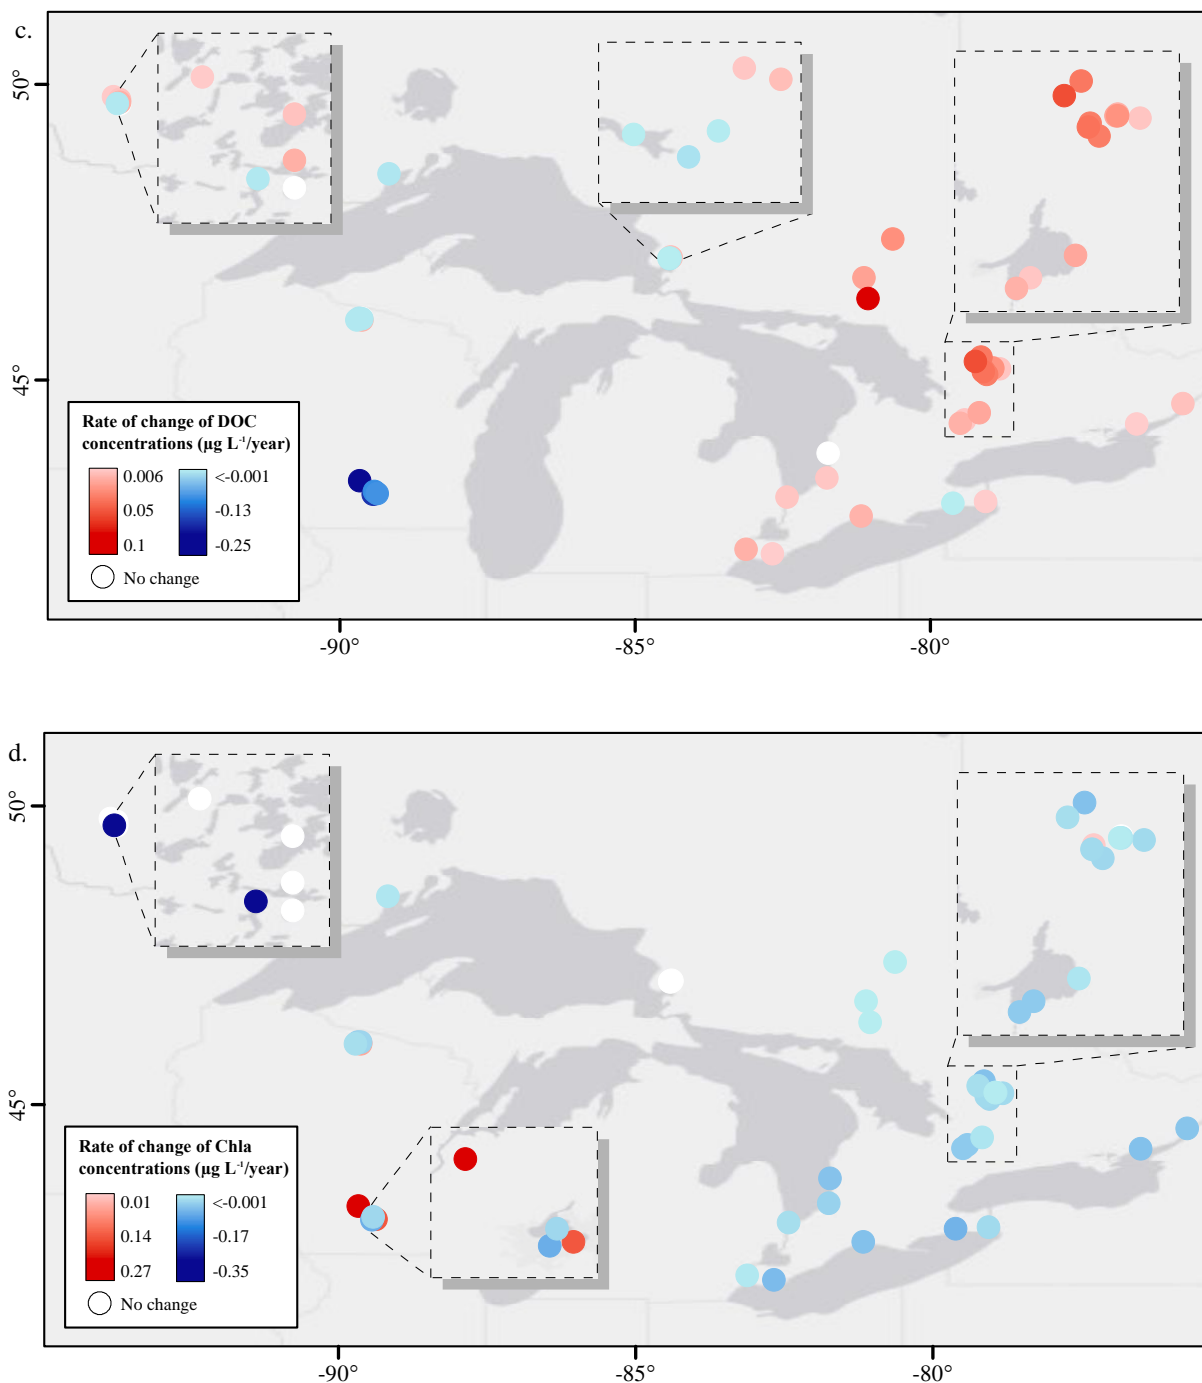 c.
50°
45°
Rate of change of DOC
concentrations (µg L⁻¹/year)
0.006 <-0.001
0.05 -0.13
0.1 -0.25
No change
-90° -85° -80°
d.
50°
45°
Rate of change of Chla
concentrations (µg L⁻¹/year)
0.01 <-0.001
0.14 -0.17
0.27 -0.35
No change
-90° -85° -80°